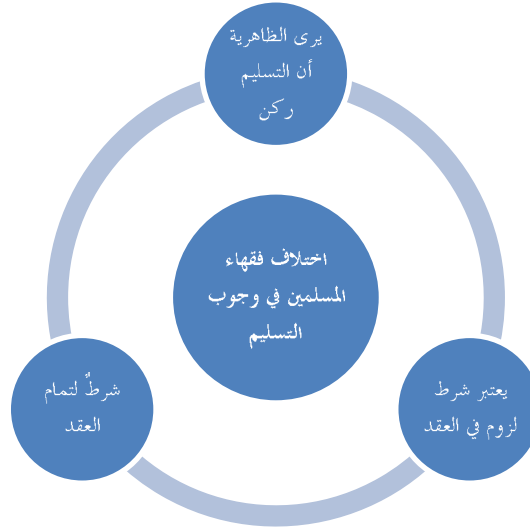 يرى الظاهرية
أن التسليم
ركن
اختلاف فقهاء
المسلمين في وجوب
التسليم
يعتبر شرط
لزوم في العقد
شرطٌ لتمام
العقد